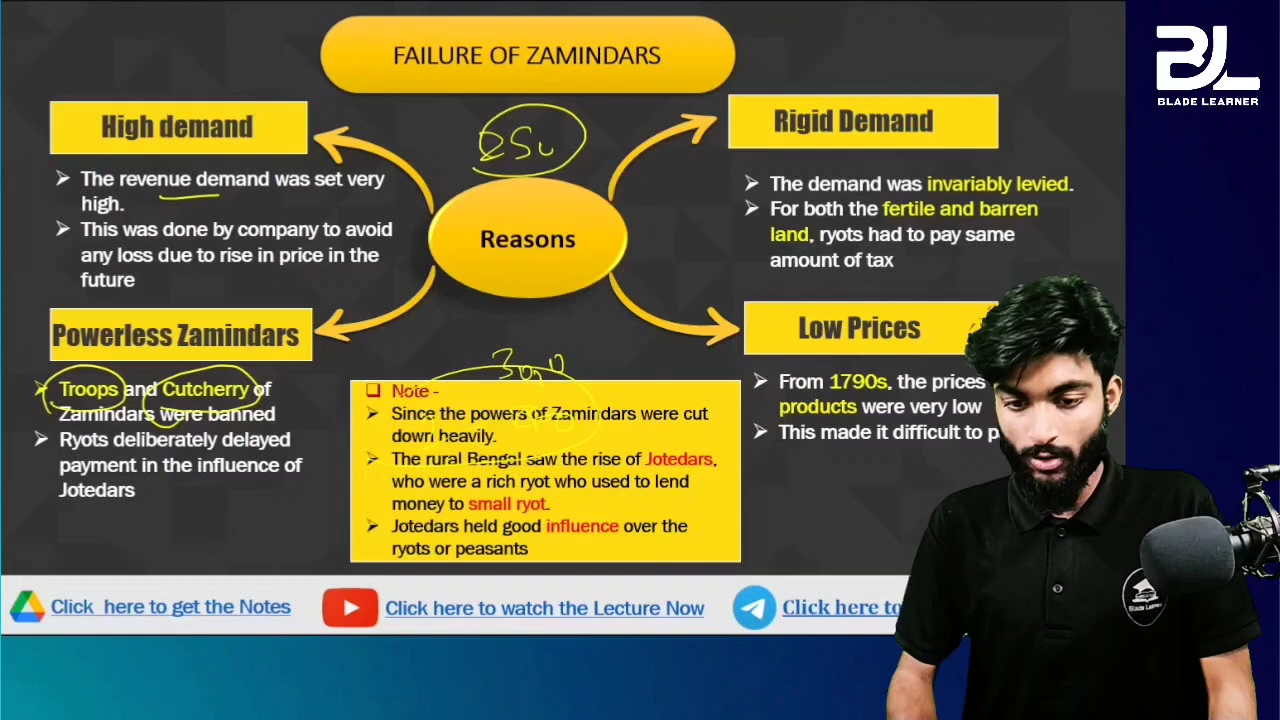 FAILURE OF ZAMINDARS
BL
BLADE LEARNER
High demand
The revenue demand was set very
high.
This was done by company to avoid
any loss due to rise in price in the
future
Reasons
Rigid Demand
The demand was invariably levied.
For both the fertile and barren
land, ryots had to pay same
amount of tax
Powerless Zamindars
Troops and Cutcherry of
Zamindars were banned
Ryots deliberately delayed
payment in the influence of
Jotedars
Note -
Since the powers of Zamindars were cut
down heavily.
The rural Bengal saw the rise of Jotedars,
who were a rich ryot who used to lend
money to small ryot.
Jotedars held good influence over the
ryots or peasants
Low Prices
From 1790s, the prices
products were very low
This made it difficult to p
Click here to get the Notes
Click here to watch the Lecture Now
Click here to
Blade Learner